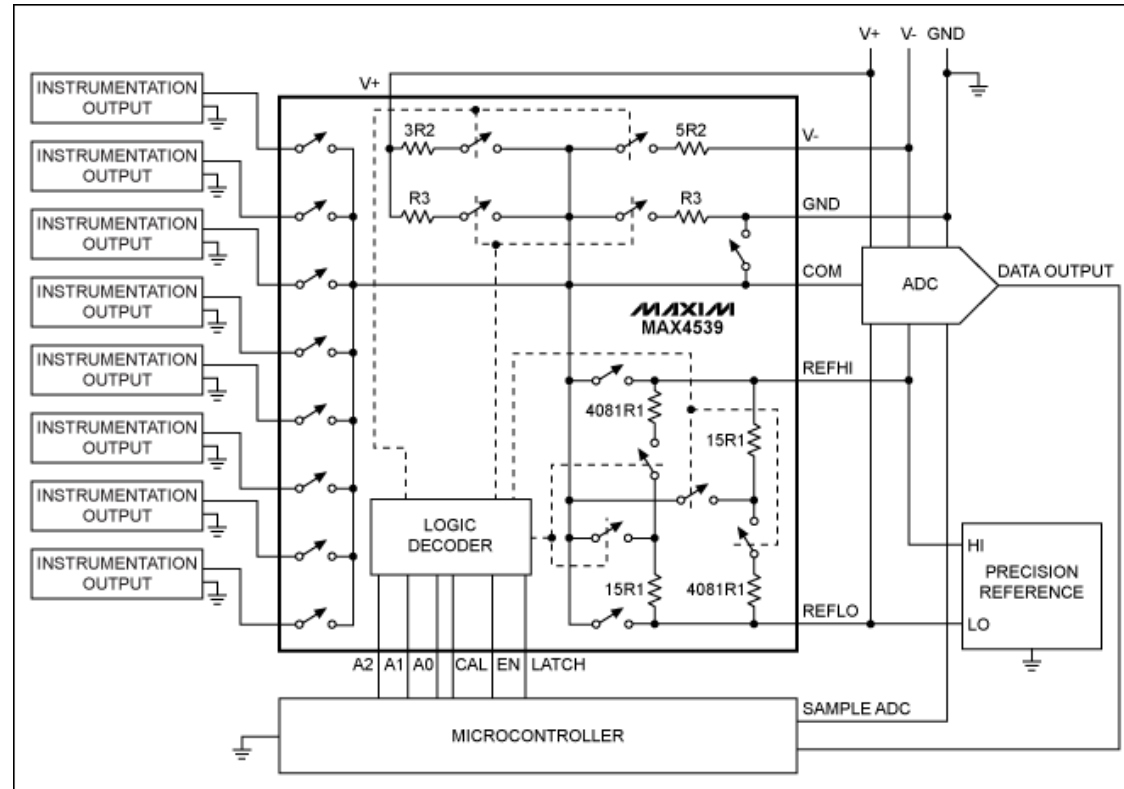 V+ V- GND
V+
INSTRUMENTATION
OUTPUT
INSTRUMENTATION
OUTPUT
INSTRUMENTATION
OUTPUT
INSTRUMENTATION
OUTPUT
INSTRUMENTATION
OUTPUT
INSTRUMENTATION
OUTPUT
INSTRUMENTATION
OUTPUT
INSTRUMENTATION
OUTPUT
3R2
5R2
V-
R3
R3
GND
COM
ADC
DATA OUTPUT
MAXIM
MAX4539
REFHI
4081R1
15R1
LOGIC
DECODER
15R1
4081R1
REFLO
HI
PRECISION
REFERENCE
LO
A2 A1 A0 CAL EN LATCH
SAMPLE ADC
MICROCONTROLLER